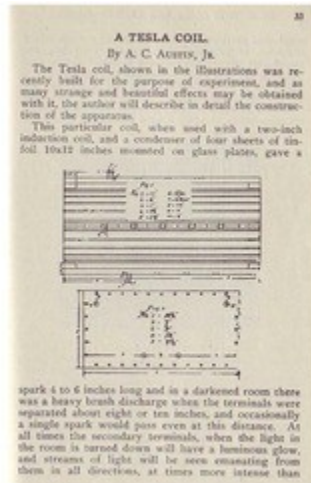 33
A TESLA COIL.
By A. C. AUSTIN, JR.
The Tesla coil, shown in the illustrations was re-
cently built for the purpose of experiment, and as
many strange and beautiful effects may be obtained
with it, the author will describe in detail the construc-
tion of the apparatus.
This particular coil, when used with a two-inch
induction coil, and a condenser of four sheets of tin-
foil 10x12 inches mounted on glass plates, gave a
spark 4 to 6 inches long and in a darkened room there
was a heavy brush discharge when the terminals were
separated about eight or ten inches, and occasionally
a single spark would pass even at this distance. At
all times the secondary terminals, when the light in
the room is turned down will have a luminous glow,
and streams of light will be seen emanating from
them in all directions, at times more intense than